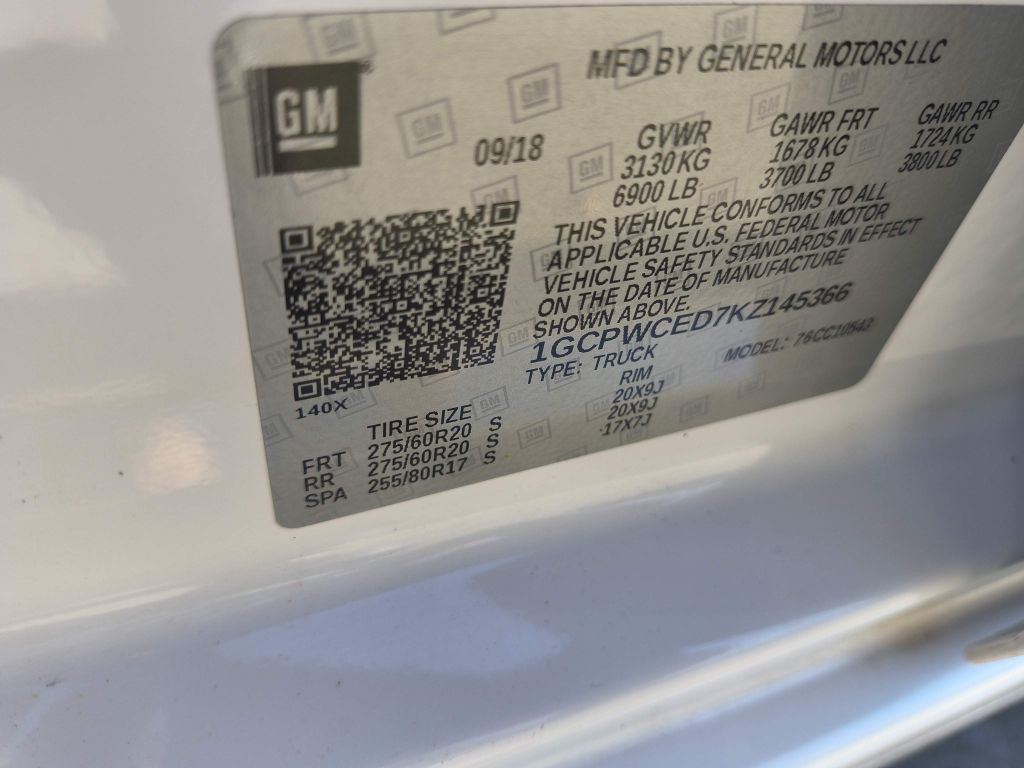 GM
MFD BY GENERAL MOTORS LLC
09/18 GVWR GAWR FRT GAWR RR
3130 KG 1678 KG 1724 KG
6900 LB 3700 LB 3800 LB
THIS VEHICLE CONFORMS TO ALL
APPLICABLE U.S. FEDERAL MOTOR
VEHICLE SAFETY STANDARDS IN EFFECT
ON THE DATE OF MANUFACTURE
SHOWN ABOVE.
1GCPWCED7KZ145366
TYPE: TRUCK MODEL: 76CC10543
140X
TIRE SIZE RIM
FRT 275/60R20 S 20X9J
RR 275/60R20 S 20X9J
SPA 255/80R17 S 17X7J